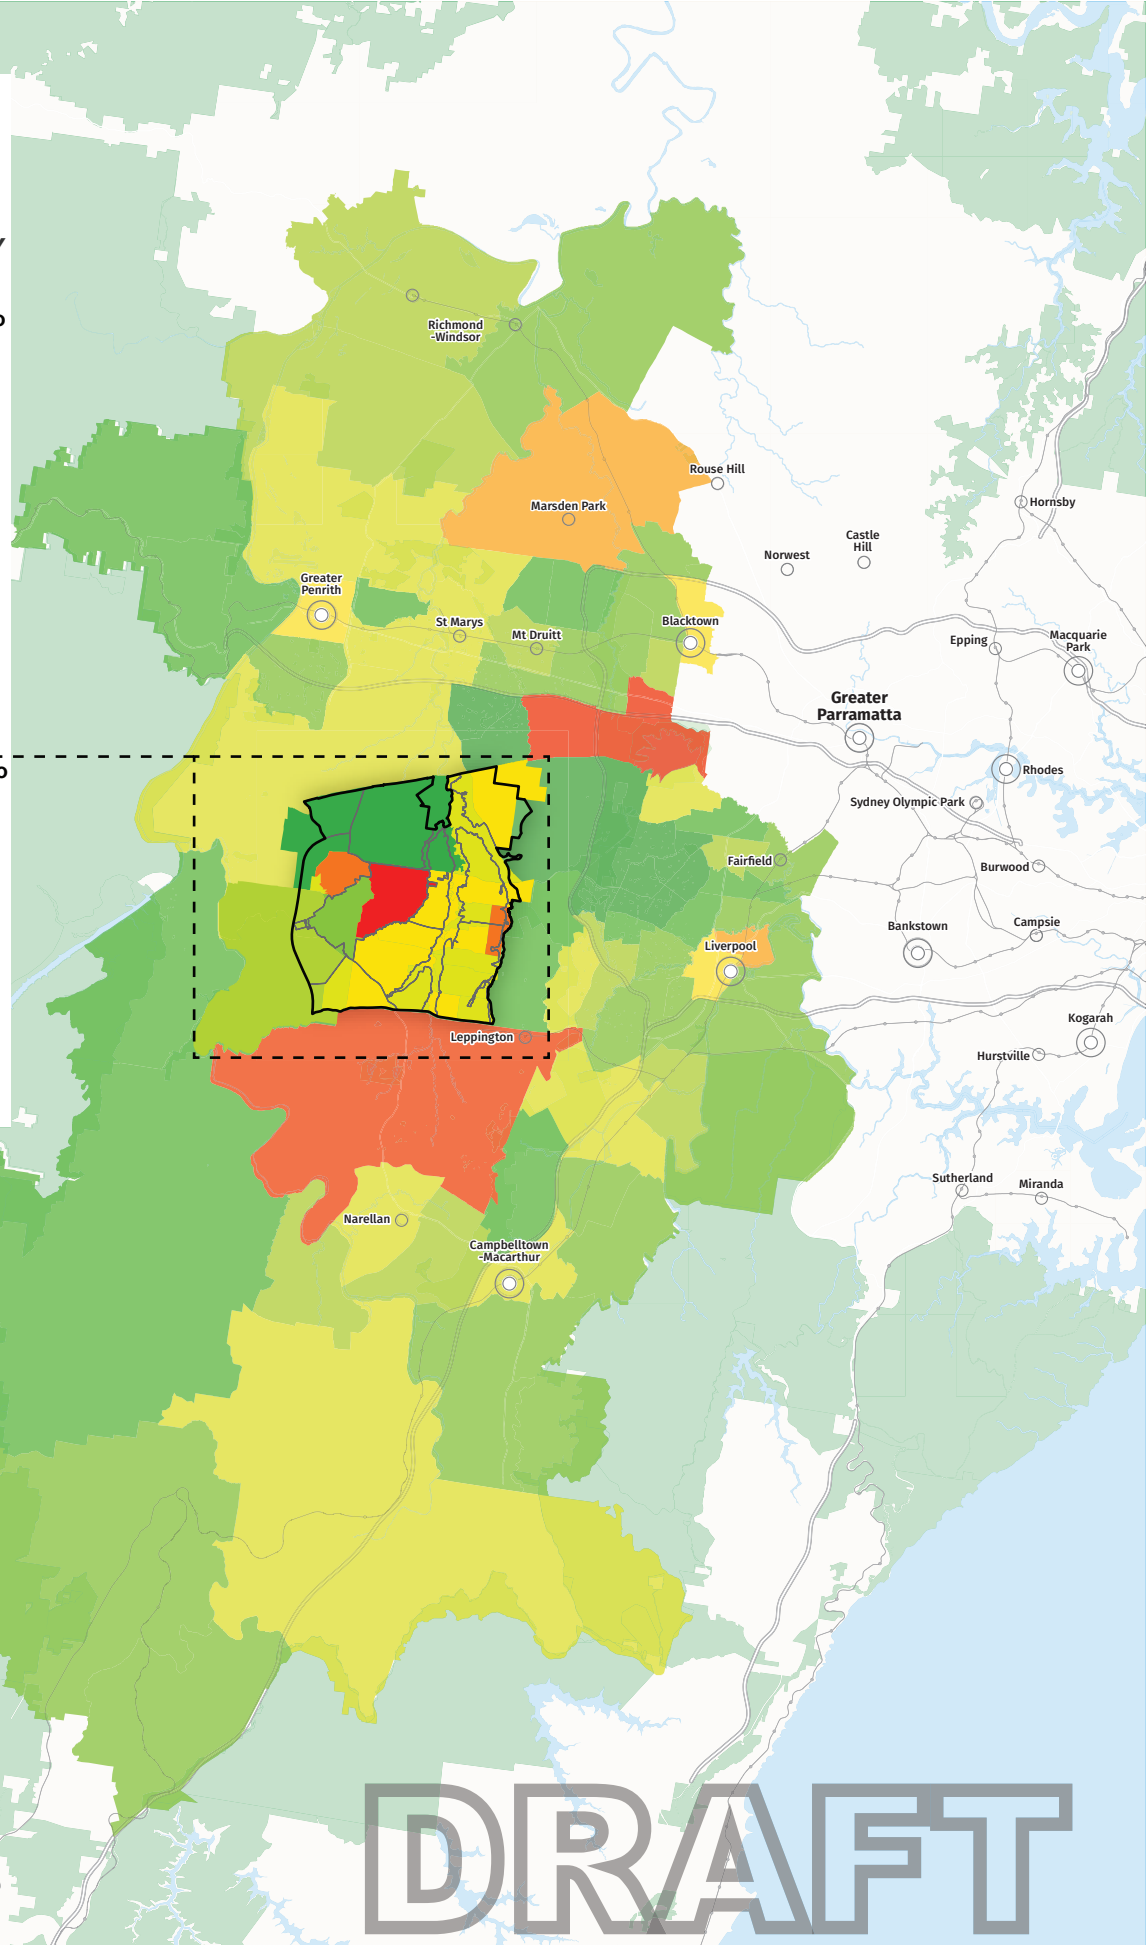 Richmond
-Windsor
Rouse Hill
Marsden Park
Hornsby
Castle
Hill
Norwest
Greater
Penrith
St Marys
Mt Druitt
Blacktown
Epping
Macquarie
Park
Greater
Parramatta
Rhodes
Sydney Olympic Park
Fairfield
Burwood
Bankstown
Campsie
Liverpool
Kogarah
Leppington
Hurstville
Sutherland
Miranda
Narellan
Campbelltown
-Macarthur
DRAFT